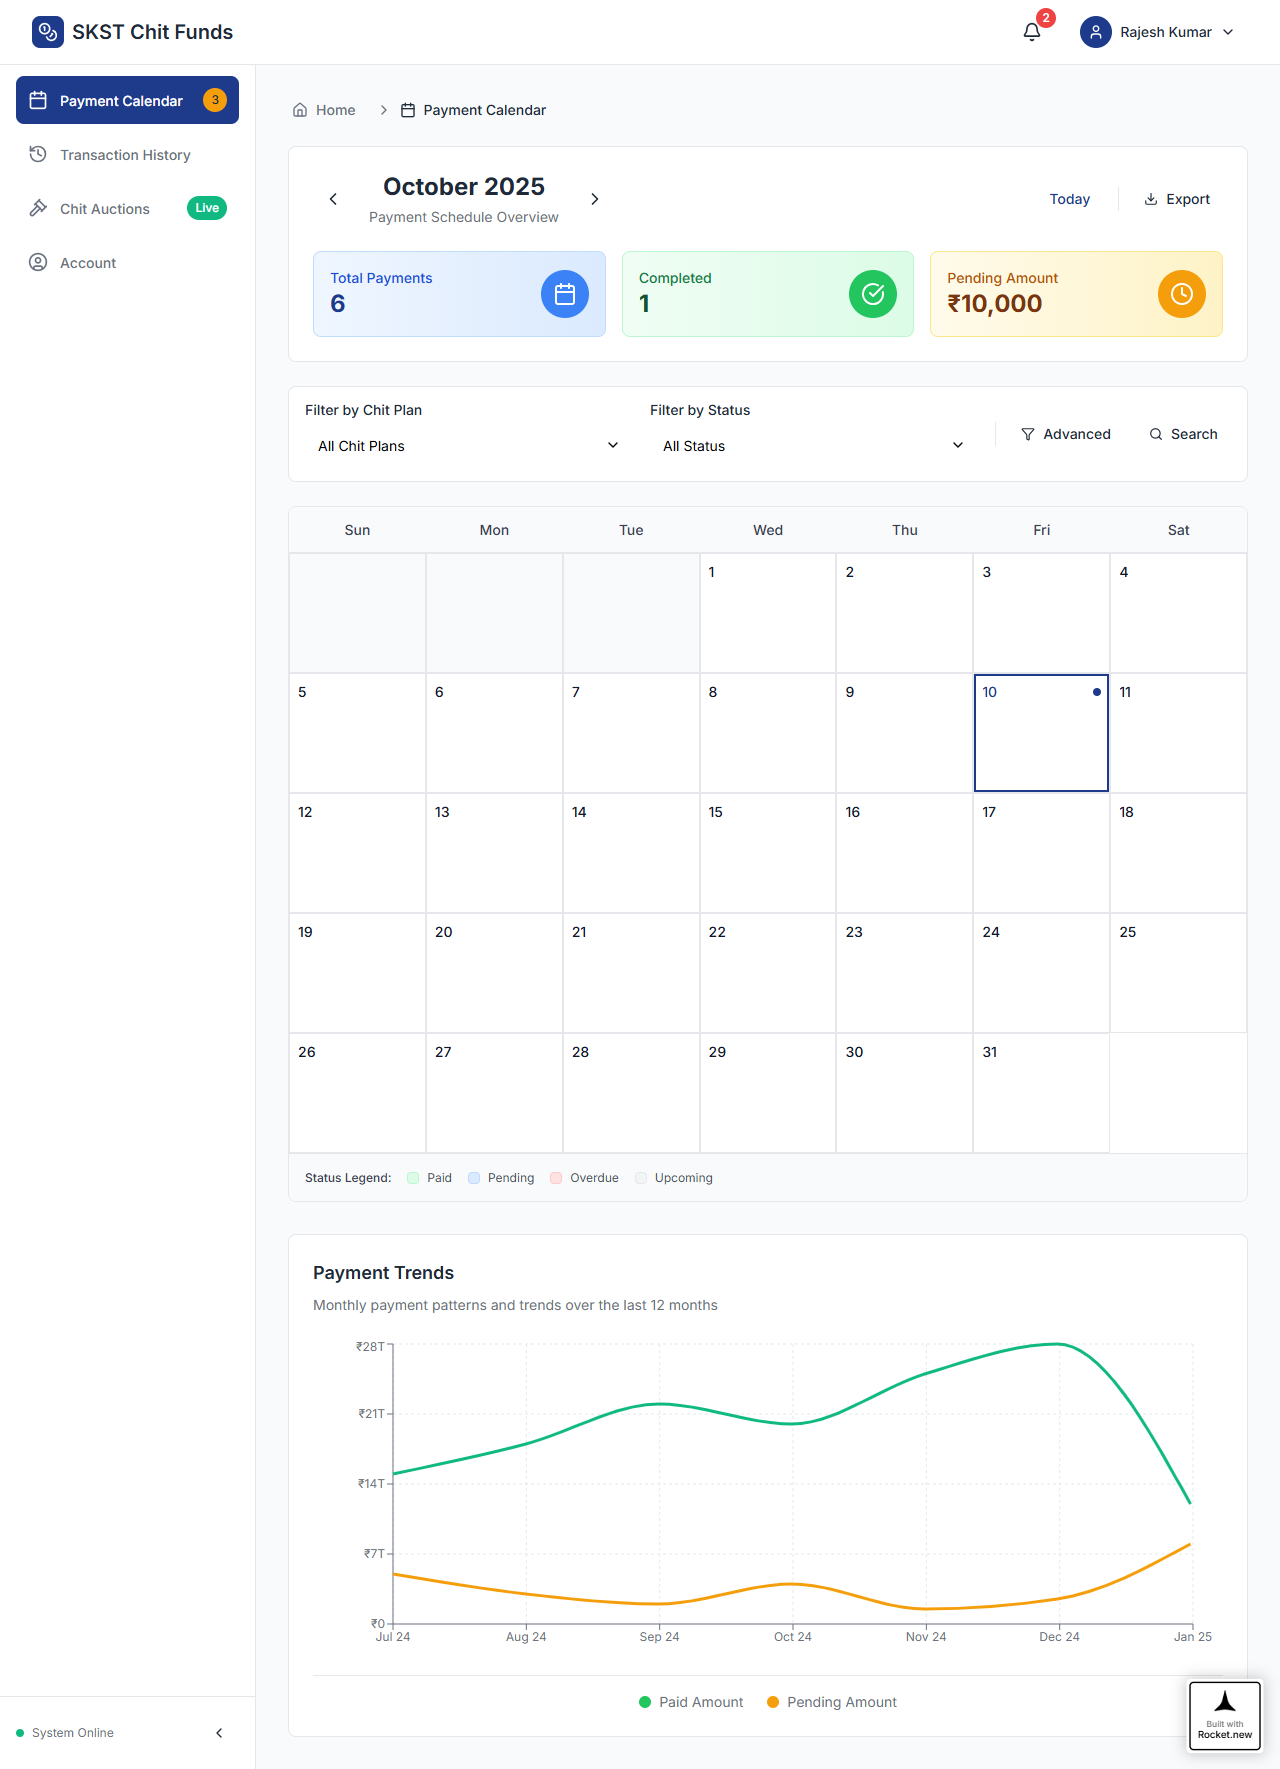 SKST Chit Funds
2
Rajesh Kumar
Payment Calendar
3
Transaction History
Chit Auctions
Live
Account
Home
Payment Calendar
October 2025
Payment Schedule Overview
Today
Export
Total Payments
6
Completed
1
Pending Amount
₹10,000
Filter by Chit Plan
All Chit Plans
Filter by Status
All Status
Advanced
Search
Sun Mon Tue Wed Thu Fri Sat
1 2 3 4
5 6 7 8 9 10 11
12 13 14 15 16 17 18
19 20 21 22 23 24 25
26 27 28 29 30 31
Status Legend: Paid Pending Overdue Upcoming
Payment Trends
Monthly payment patterns and trends over the last 12 months
₹28T
₹21T
₹14T
₹7T
₹0
Jul 24 Aug 24 Sep 24 Oct 24 Nov 24 Dec 24 Jan 25
Paid Amount Pending Amount
System Online
Built with
Rocket.new